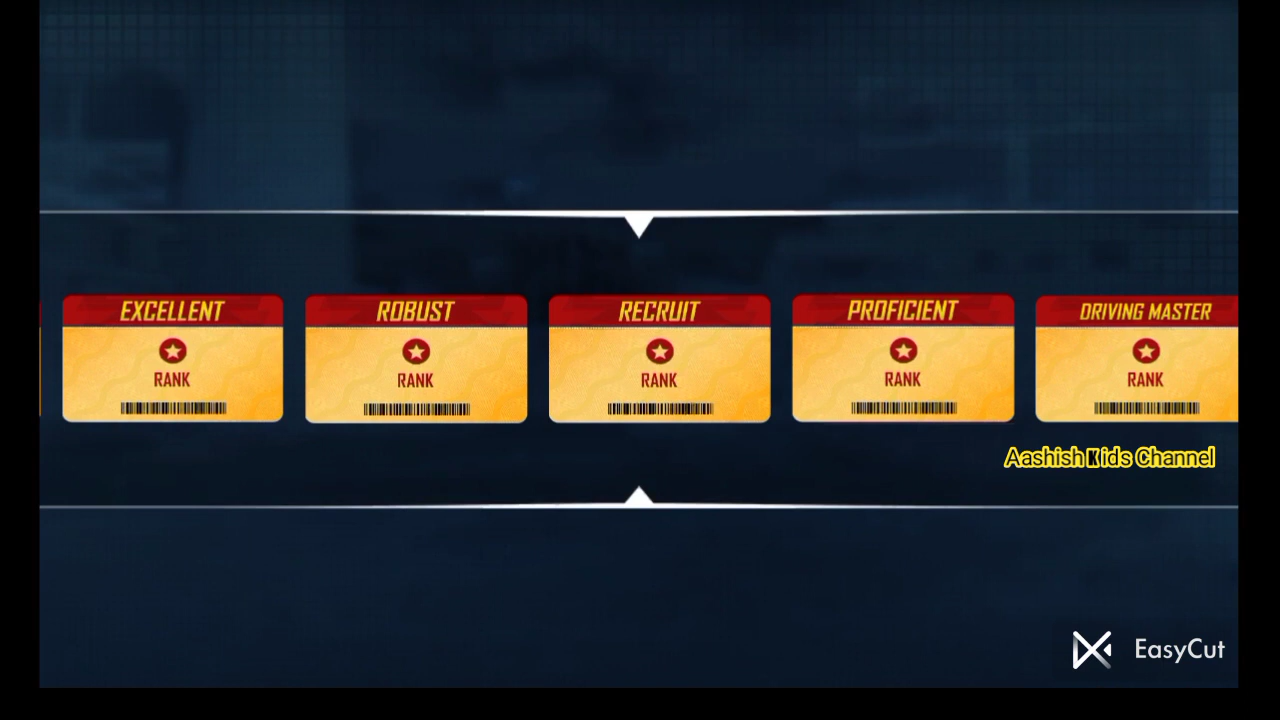 EXCELLENT
RANK
ROBUST
RANK
RECRUIT
RANK
PROFICIENT
RANK
DRIVING MASTER
RANK
Aashish Kids Channel
EasyCut